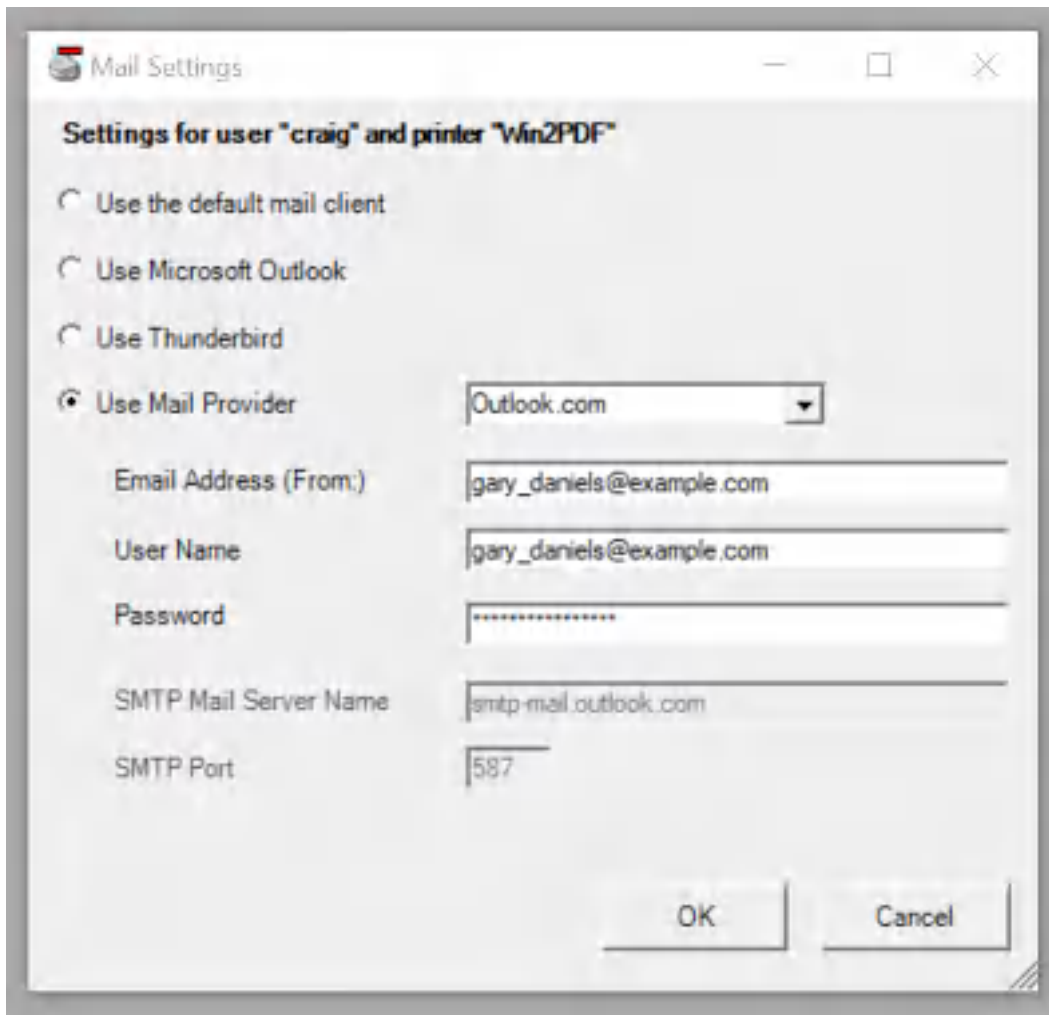 Mail Settings
Settings for user "craig" and printer "Win2PDF"
Use the default mail client
Use Microsoft Outlook
Use Thunderbird
Use Mail Provider Outlook.com
Email Address (From:) gary_daniels@example.com
User Name gary_daniels@example.com
Password ****************
SMTP Mail Server Name smtp-mail.outlook.com
SMTP Port 587
OK Cancel